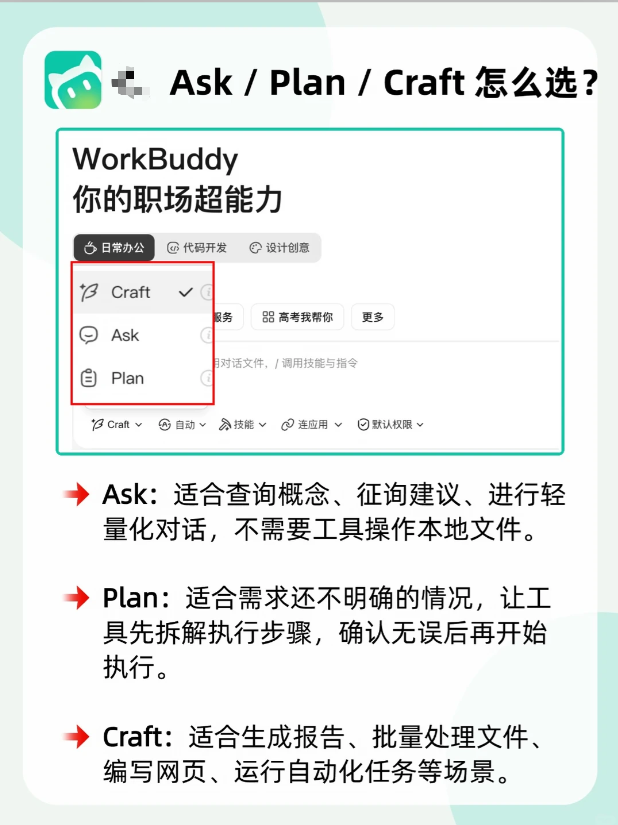 Ask / Plan / Craft 怎么选？
WorkBuddy
你的职场超能力
日常办公 代码开发 设计创意
Craft
服务 高考我帮你 更多
Ask
对话文件, / 调用技能与指令
Plan
Craft 自动 技能 连应用 默认权限
Ask：适合查询概念、征询建议、进行轻
量化对话，不需要工具操作本地文件。
Plan：适合需求还不明确的情况，让工
具先拆解执行步骤，确认无误后再开始
执行。
Craft：适合生成报告、批量处理文件、
编写网页、运行自动化任务等场景。